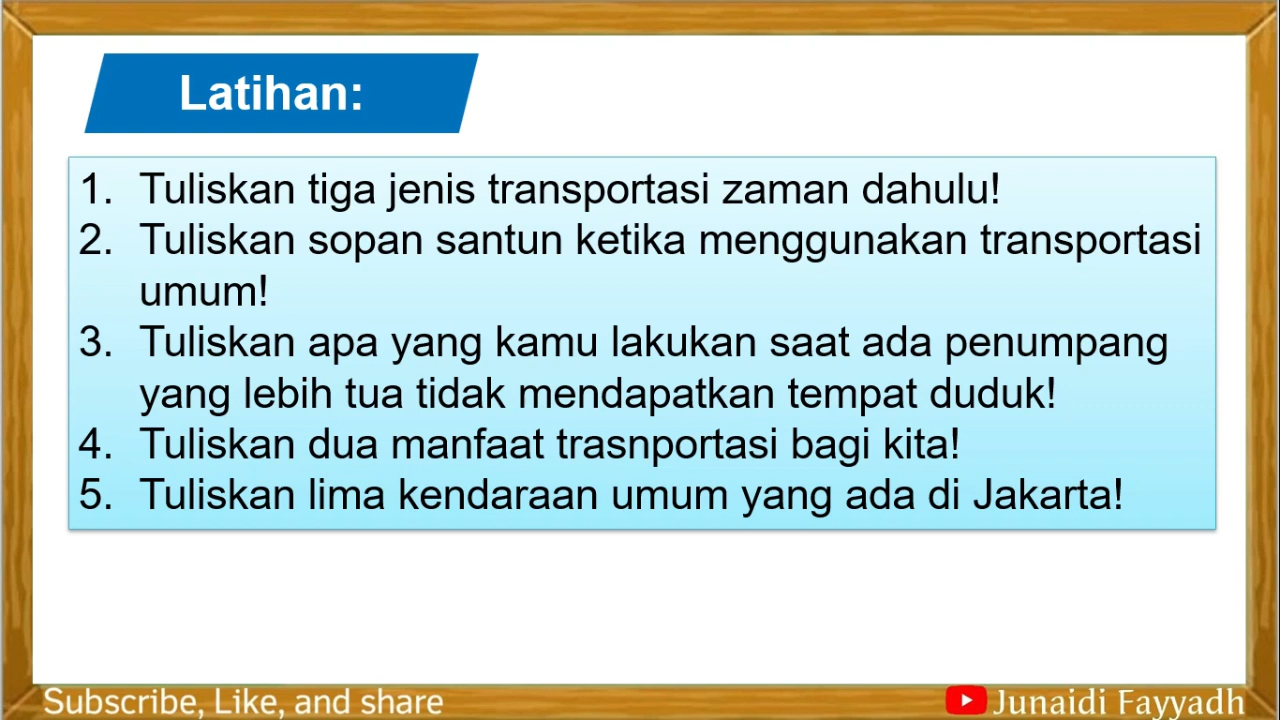 Latihan:
1. Tuliskan tiga jenis transportasi zaman dahulu!
2. Tuliskan sopan santun ketika menggunakan transportasi
umum!
3. Tuliskan apa yang kamu lakukan saat ada penumpang
yang lebih tua tidak mendapatkan tempat duduk!
4. Tuliskan dua manfaat trasnportasi bagi kita!
5. Tuliskan lima kendaraan umum yang ada di Jakarta!
Subscribe, Like, and share
Junaidi Fayyadh